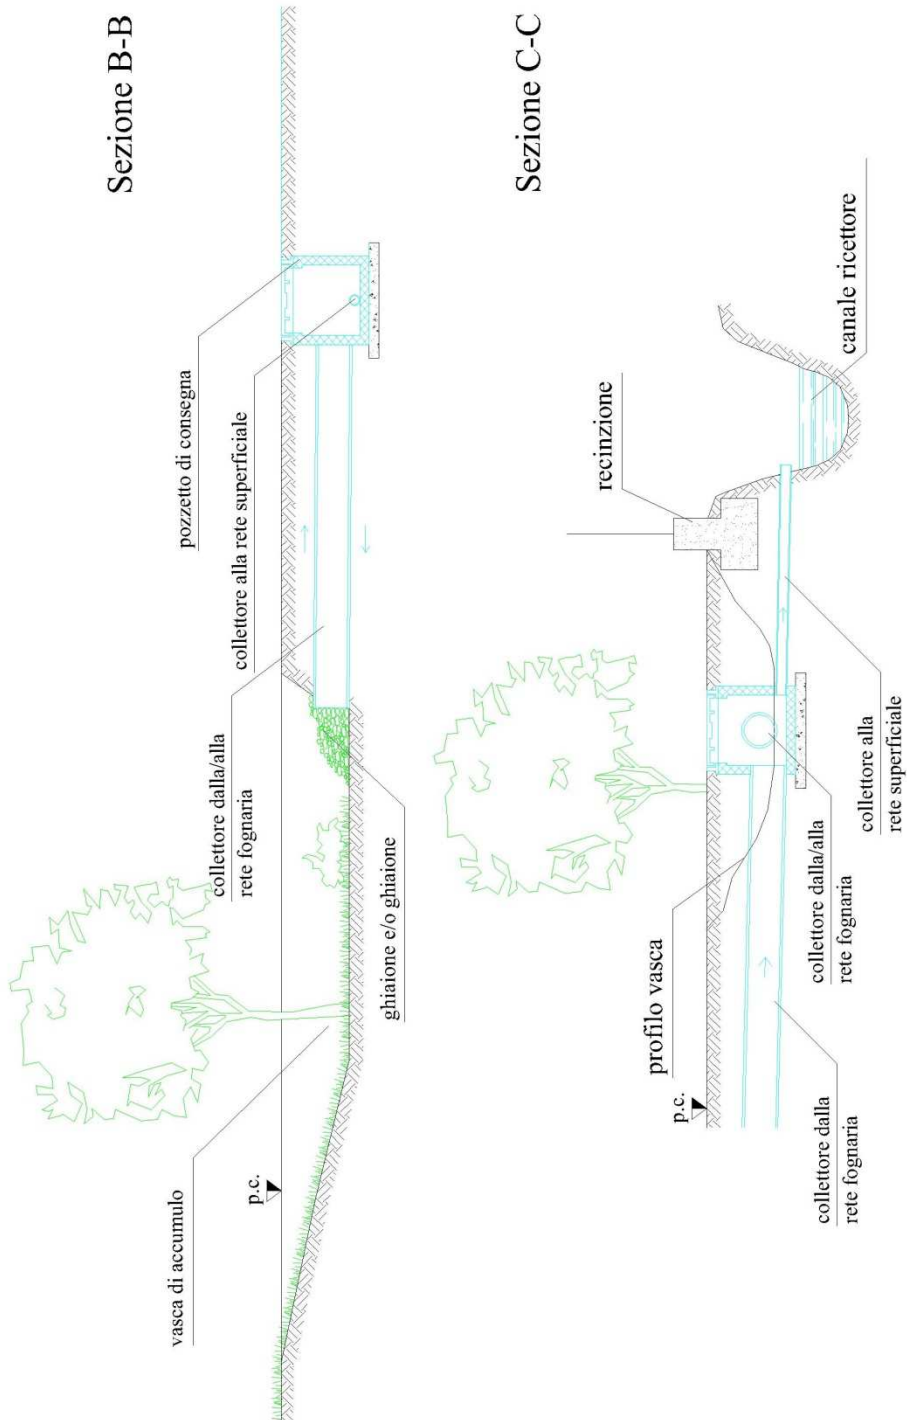 Sezione B-B
pozzetto di consegna
collettore alla rete superficiale
collettore dalla/alla
rete fognaria
ghiaione e/o ghiaione
vasca di accumulo
p.c.
Sezione C-C
canale ricettore
recinzione
collettore alla
rete superficiale
collettore dalla/alla
rete fognaria
profilo vasca
p.c.
collettore dalla
rete fognaria